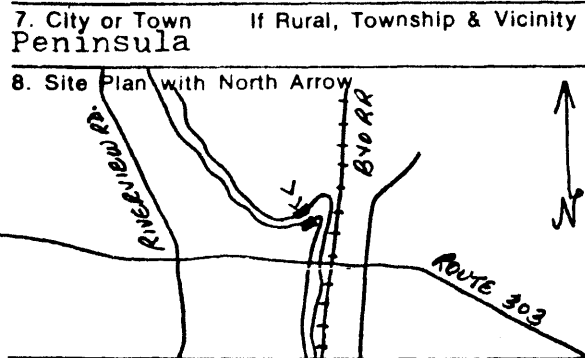 7. City or Town If Rural, Township & Vicinity
Peninsula
8. Site Plan with North Arrow
RIVERVIEW RD.
B&O RR
K L
N
ROUTE 303